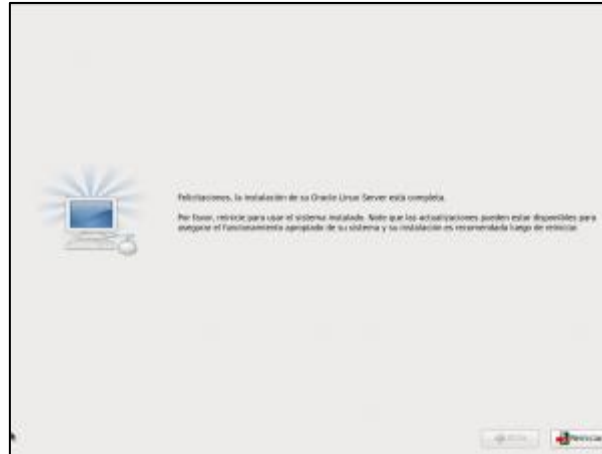 Felicitaciones, la instalación de su Oracle Linux Server está completa.
Por favor, reinicie para usar el sistema instalado. Note que las actualizaciones pueden estar disponibles para
asegurar el funcionamiento apropiado de su sistema y su instalación es recomendada luego de reiniciar.
Atrás
Reiniciar